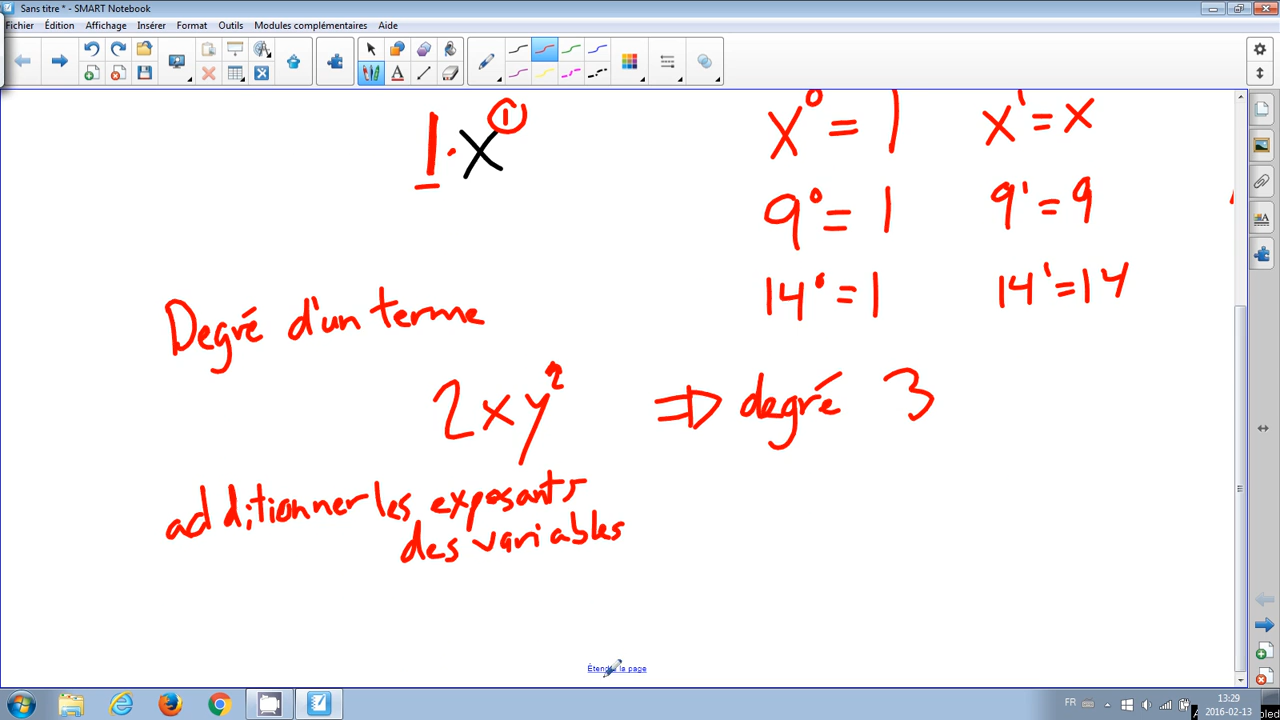 Sans titre * - SMART Notebook
Fichier Édition Affichage Insérer Format Outils Modules complémentaires Aide
1·x¹
x⁰ = 1 x¹ = x
9⁰ = 1 9¹ = 9
14⁰ = 1 14¹ = 14
Degré d'un terme
2xy² ⇒ degré 3
additionner les exposants
des variables
Étendre la page
FR
13:29
2016-02-13